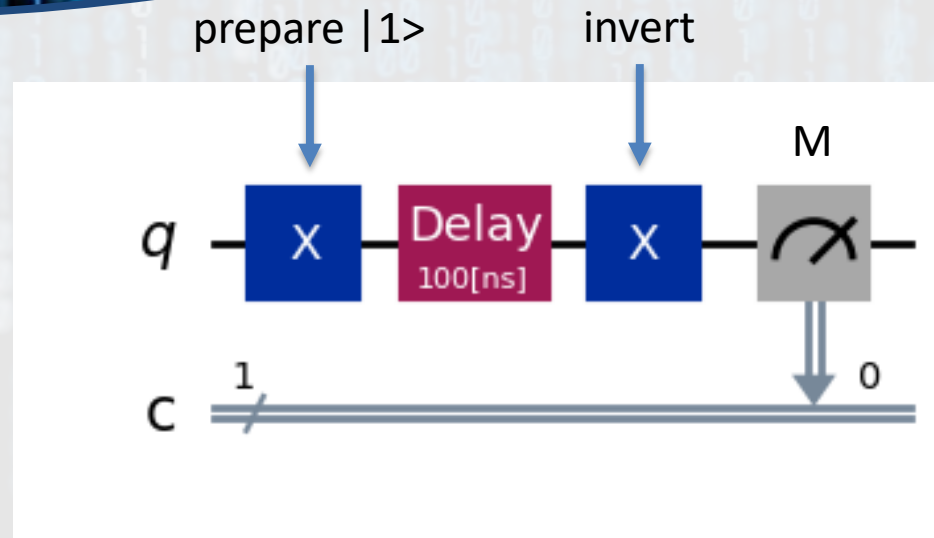 prepare |1> invert
M
q X Delay X
100[ns]
1 0
c